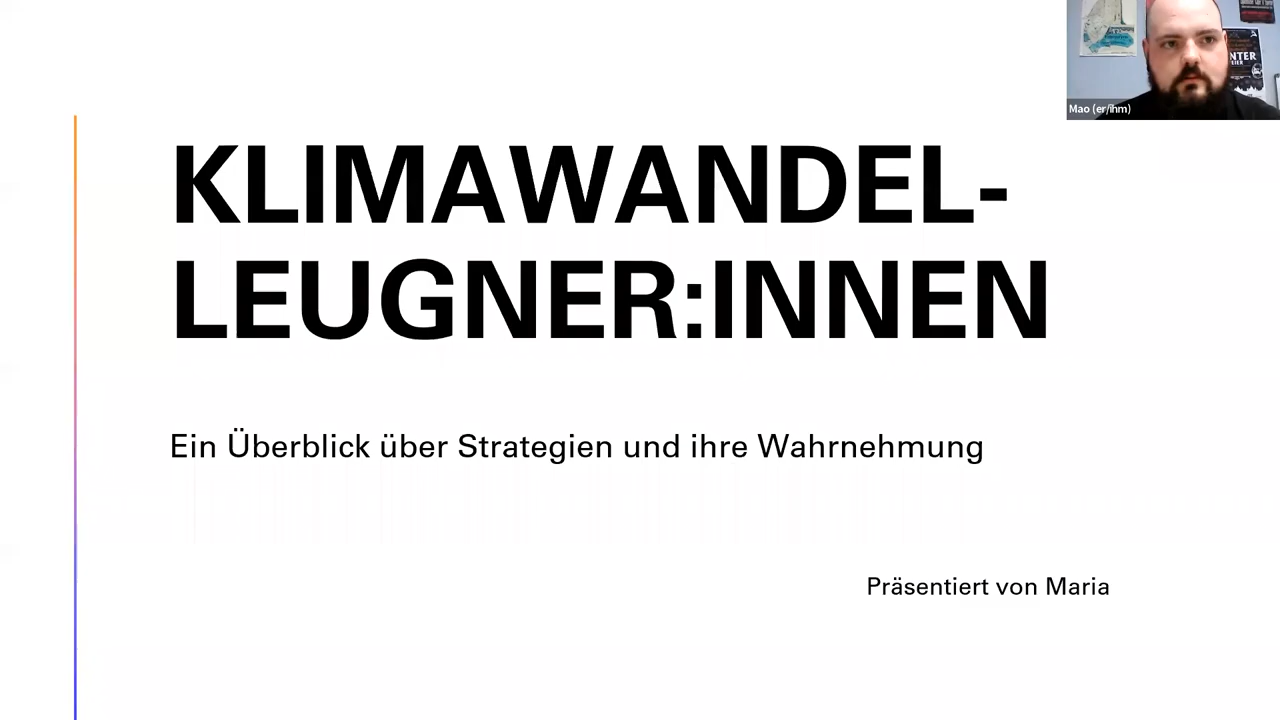 KLIMAWANDEL-
LEUGNER:INNEN
Ein Überblick über Strategien und ihre Wahrnehmung
Präsentiert von Maria
Mao (er/ihm)